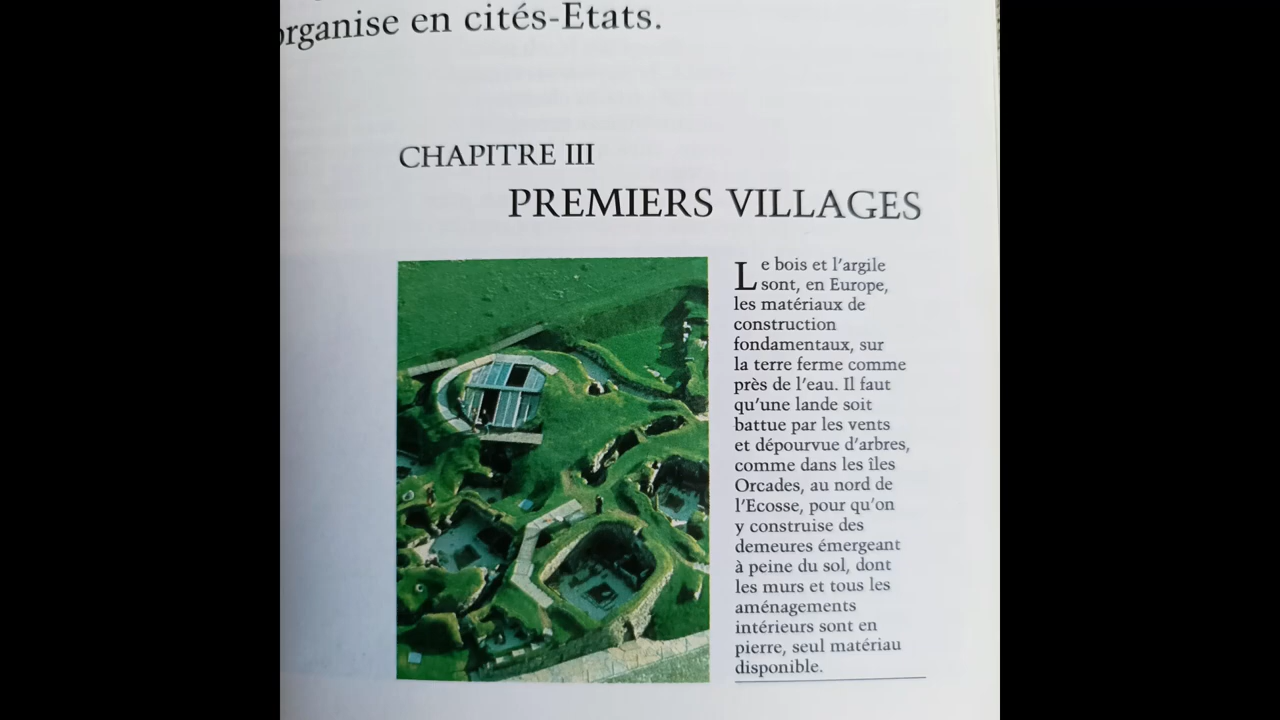 organise en cités-Etats.
CHAPITRE III
PREMIERS VILLAGES
Le bois et l'argile
sont, en Europe,
les matériaux de
construction
fondamentaux, sur
la terre ferme comme
près de l'eau. Il faut
qu'une lande soit
battue par les vents
et dépourvue d'arbres,
comme dans les îles
Orcades, au nord de
l'Ecosse, pour qu'on
y construise des
demeures émergeant
à peine du sol, dont
les murs et tous les
aménagements
intérieurs sont en
pierre, seul matériau
disponible.